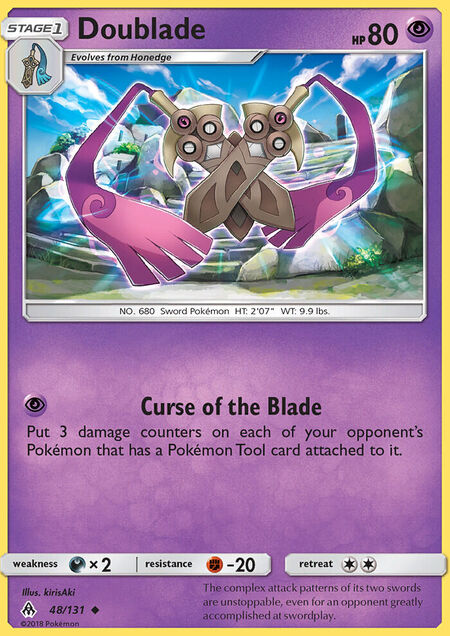 STAGE 1
Doublade
HP 80
Evolves from Honedge
NO. 680 Sword Pokémon HT: 2'07" WT: 9.9 lbs.
Curse of the Blade
Put 3 damage counters on each of your opponent's
Pokémon that has a Pokémon Tool card attached to it.
weakness ×2 resistance -20 retreat
Illus. kirisAki
48/131
©2018 Pokémon
The complex attack patterns of its two swords
are unstoppable, even for an opponent greatly
accomplished at swordplay.